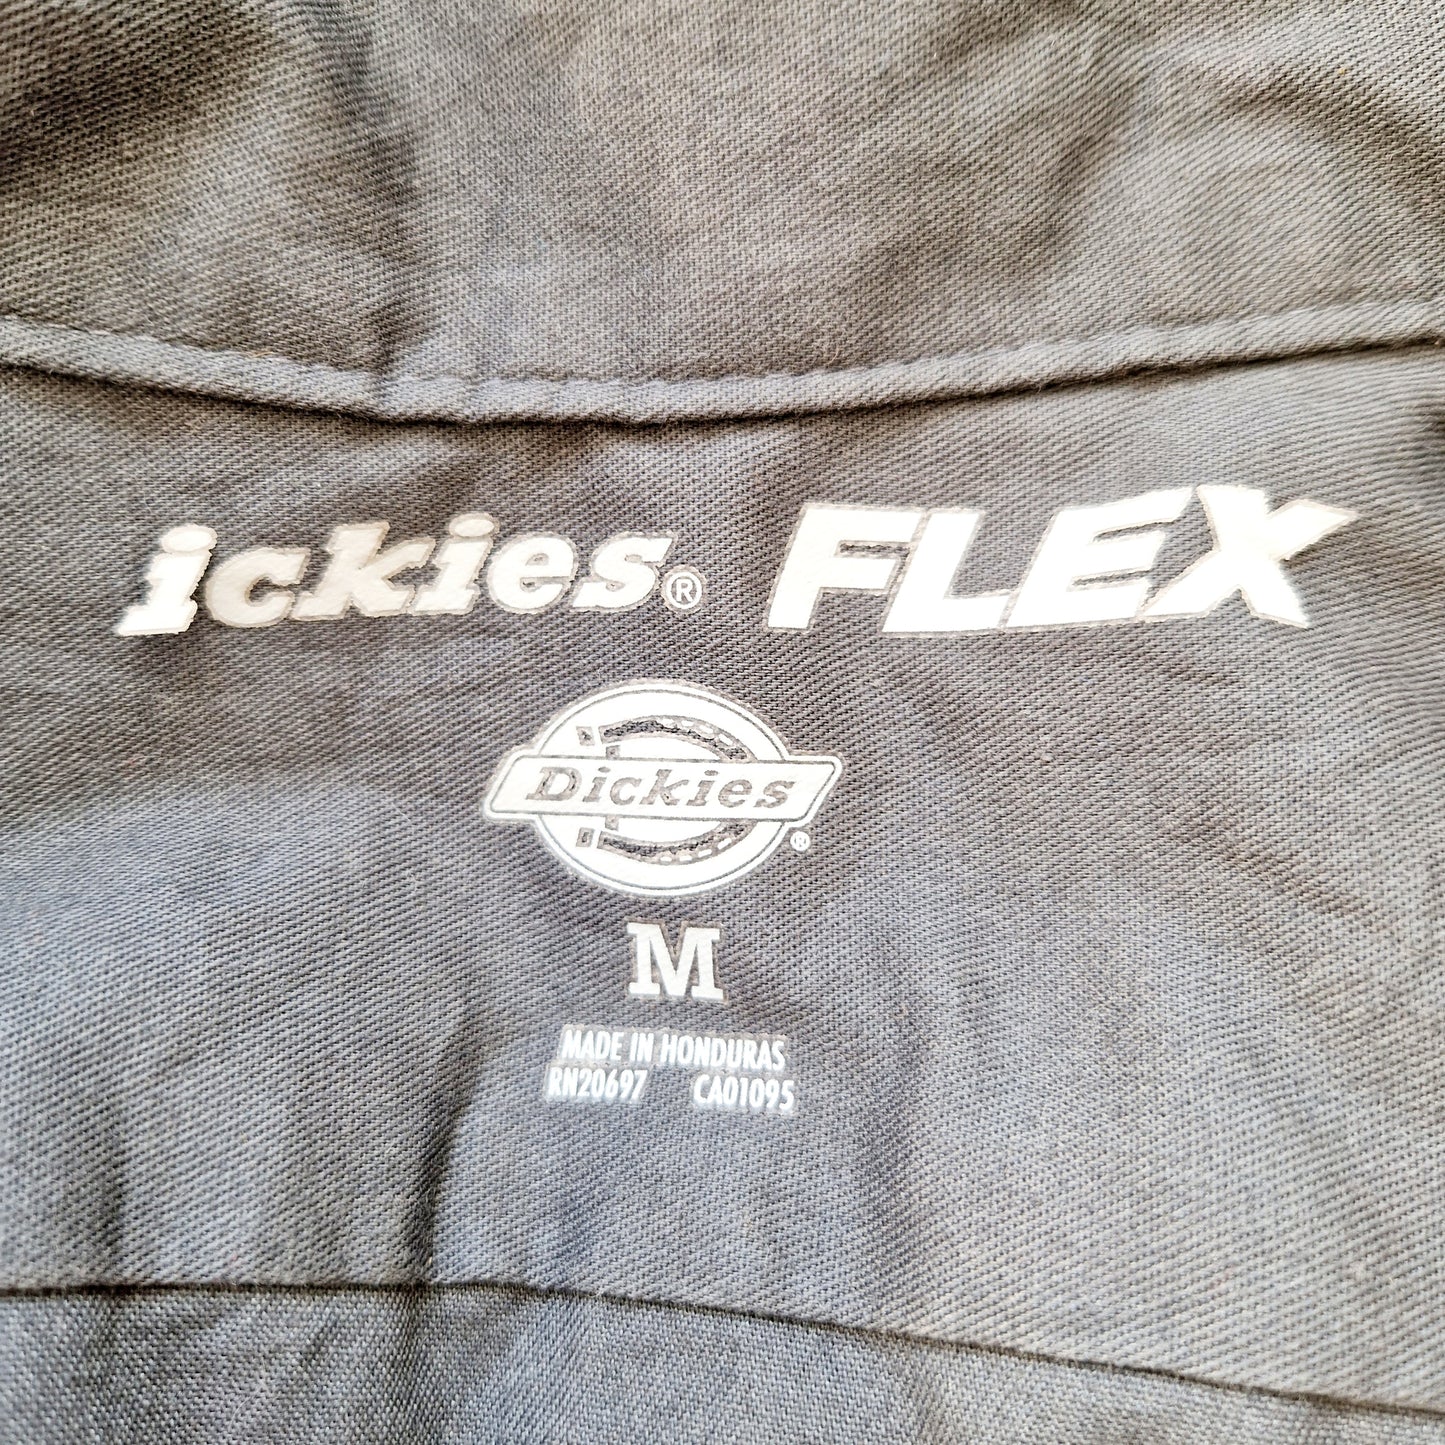 ickies® FLEX
Dickies®
M
MADE IN HONDURAS
RN20697 CA01095